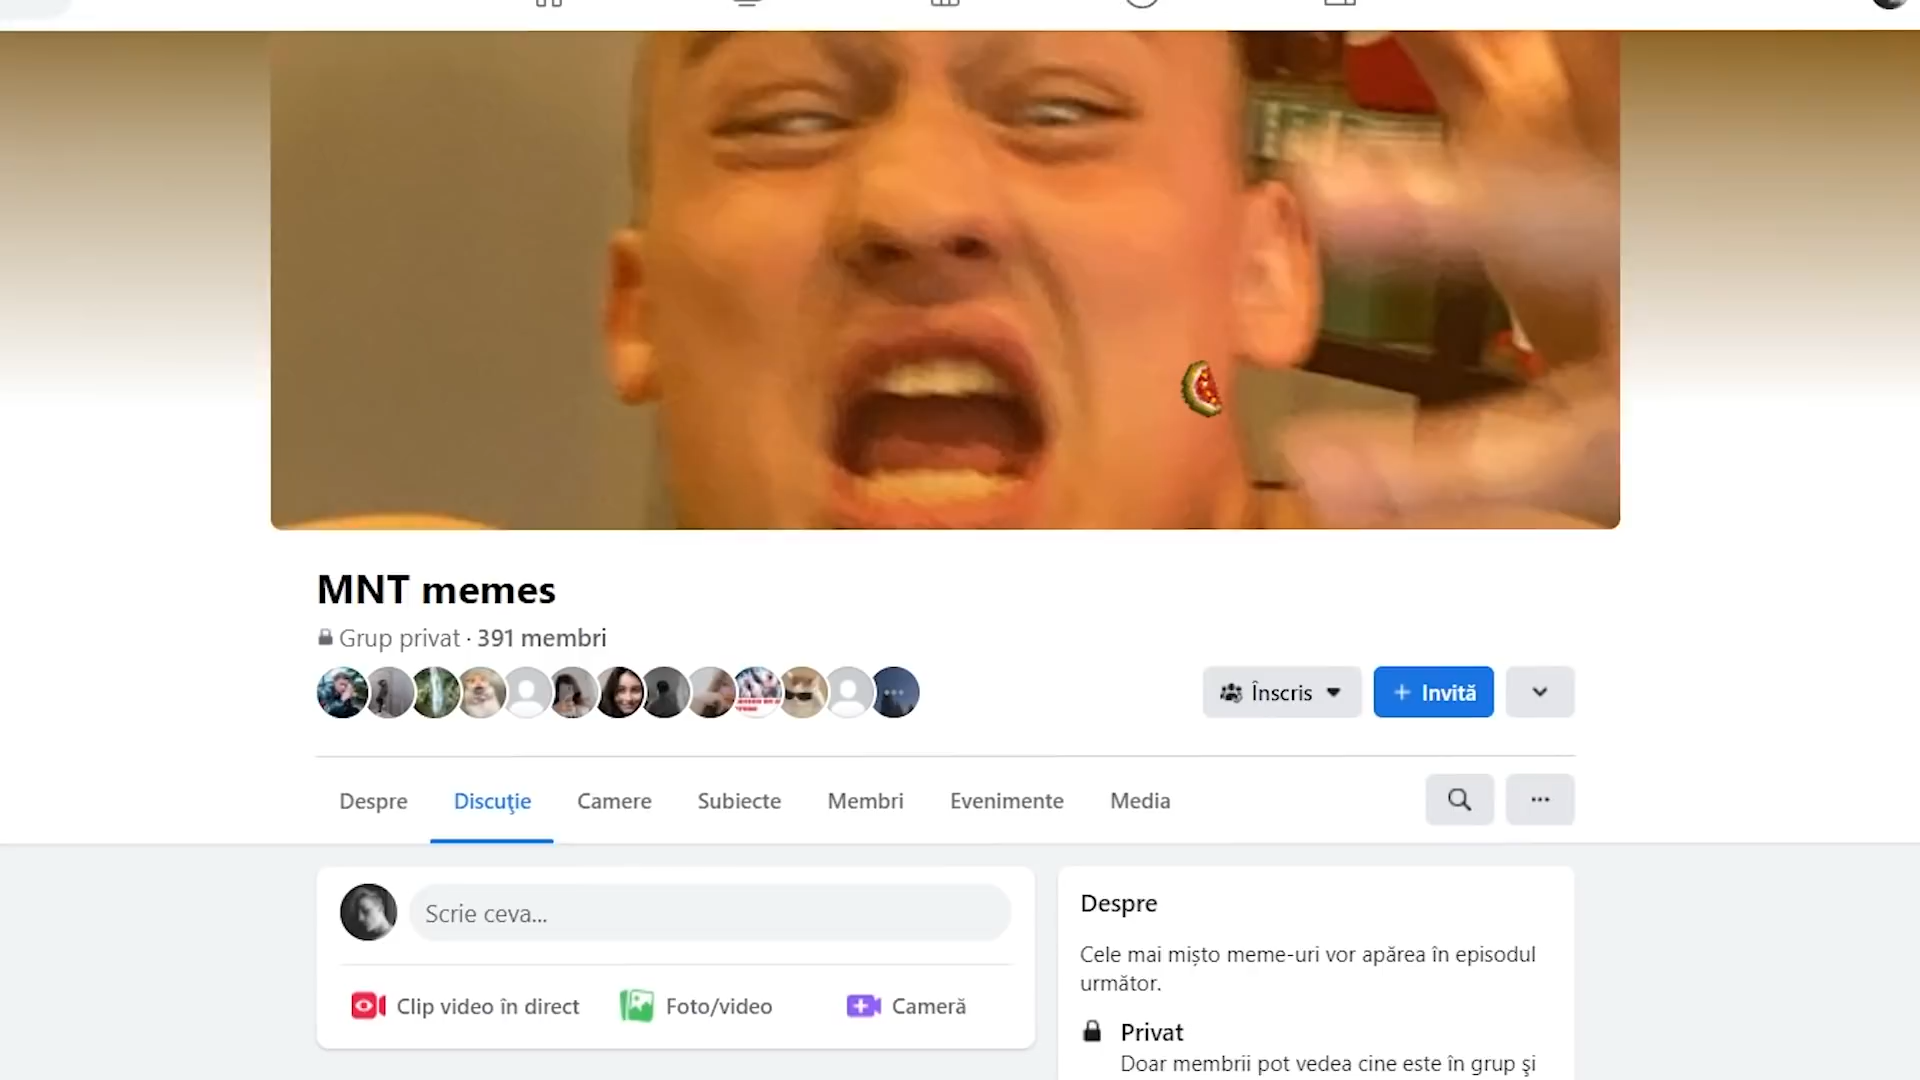 MNT memes
Grup privat · 391 membri
Înscris
+ Invită
Despre Discuţie Camere Subiecte Membri Evenimente Media
Scrie ceva...
Clip video în direct Foto/video Cameră
Despre
Cele mai mișto meme-uri vor apărea în episodul
următor.
Privat
Doar membrii pot vedea cine este în grup şi